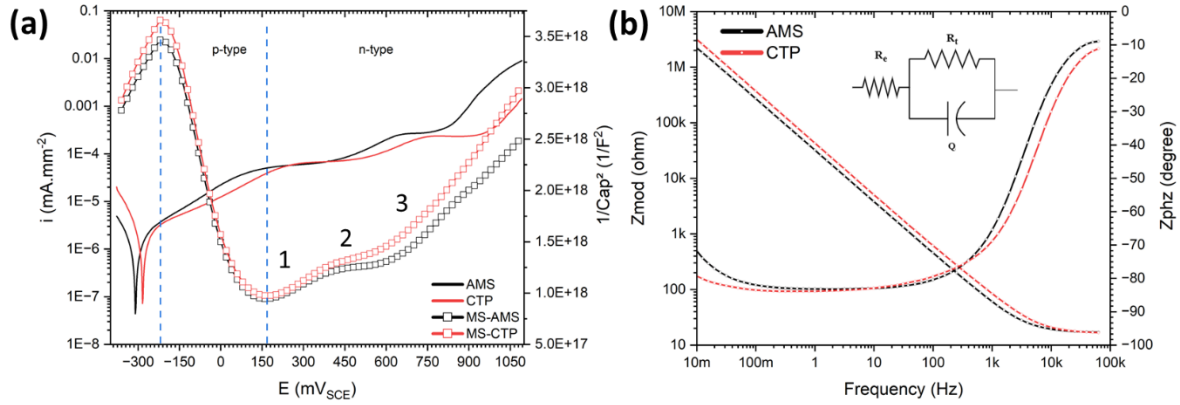 (a)
p-type
n-type
0.1
0.01
0.001
1E−4
1E−5
1E−6
1E−7
1E−8
i (mA.mm⁻²)
−300 −150 0 150 300 450 600 750 900 1050
E (mV_SCE)
3.5E+18
3.0E+18
2.5E+18
2.0E+18
1.5E+18
1.0E+18
5.0E+17
1/Cap² (1/F²)
1
2
3
AMS
CTP
MS-AMS
MS-CTP
(b)
AMS
CTP
R_e
R_t
Q
10M
1M
100k
10k
1k
100
10
Zmod (ohm)
10m 100m 1 10 100 1k 10k 100k
Frequency (Hz)
0
−10
−20
−30
−40
−50
−60
−70
−80
−90
−100
Zphz (degree)